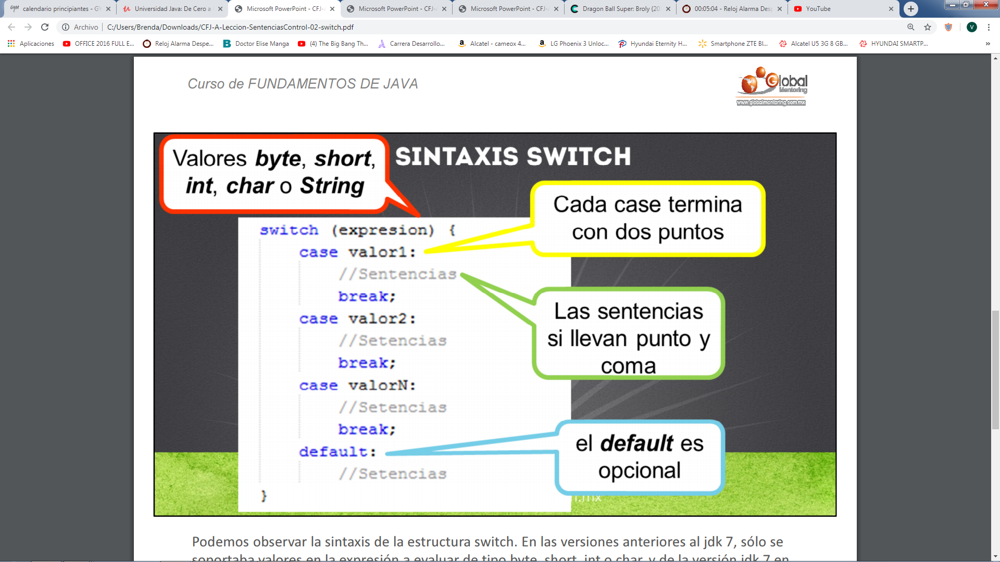 calendario principiantes - GY
Universidad Java: De Cero a
Microsoft PowerPoint - CFJ-
Microsoft PowerPoint - CFJ-
Microsoft PowerPoint - CFJ-
Dragon Ball Super: Broly (20
00:05:04 - Reloj Alarma Desp
YouTube
Archivo
C:/Users/Brenda/Downloads/CFJ-A-Leccion-SentenciasControl-02-switch.pdf
V
Aplicaciones
OFFICE 2016 FULL E...
Reloj Alarma Despe...
Doctor Elise Manga
(4) The Big Bang Th...
Carrera Desarrollo...
Alcatel - cameox 4...
LG Phoenix 3 Unloc...
Hyundai Eternity H...
Smartphone ZTE Bl...
Alcatel U5 3G 8 GB...
HYUNDAI SMARTP...
Curso de FUNDAMENTOS DE JAVA
Global
Mentoring
www.globalmentoring.com.mx
Valores byte, short,
int, char o String
SINTAXIS SWITCH
Cada case termina
con dos puntos
switch (expresion) {
case valor1:
//Sentencias
break;
case valor2:
//Setencias
break;
case valorN:
//Setencias
break;
default:
//Setencias
}
Las sentencias
si llevan punto y
coma
el default es
opcional
Podemos observar la sintaxis de la estructura switch. En las versiones anteriores al jdk 7, sólo se
soportaba valores en la expresión a evaluar de tipo byte, short, int o char, y de la versión jdk 7 en